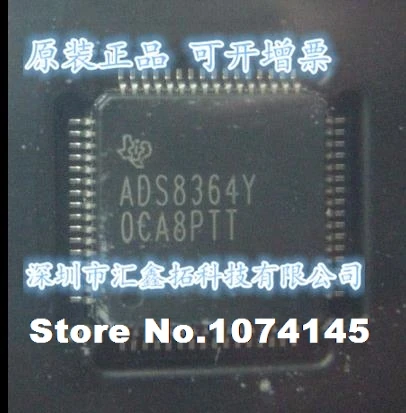 原装正品 可开增票
ADS8364Y
0CA8PTT
深圳市汇鑫拓科技有限公司
Store No.1074145